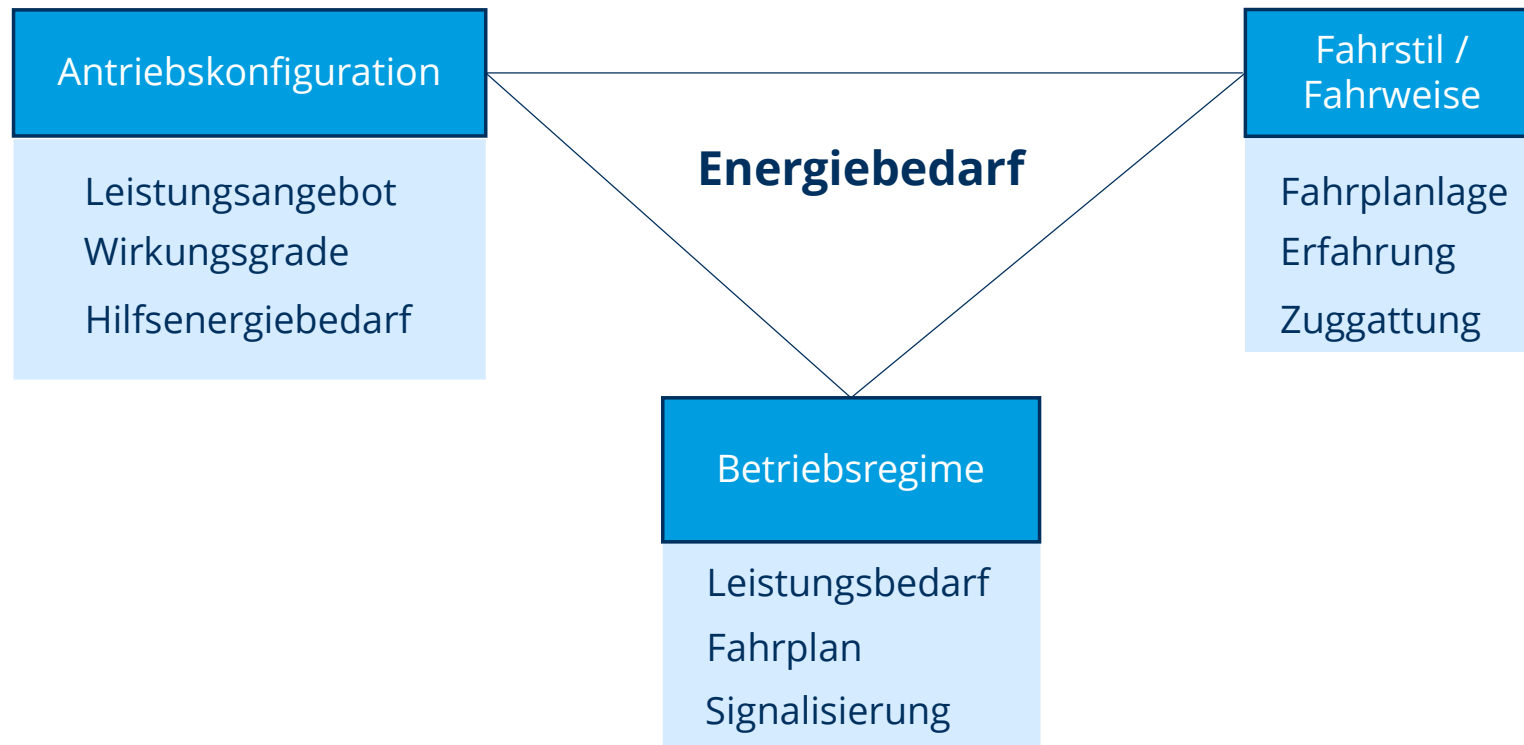 Antriebskonfiguration
Leistungsangebot
Wirkungsgrade
Hilfsenergiebedarf
Energiebedarf
Fahrstil /
Fahrweise
Fahrplanlage
Erfahrung
Zuggattung
Betriebsregime
Leistungsbedarf
Fahrplan
Signalisierung